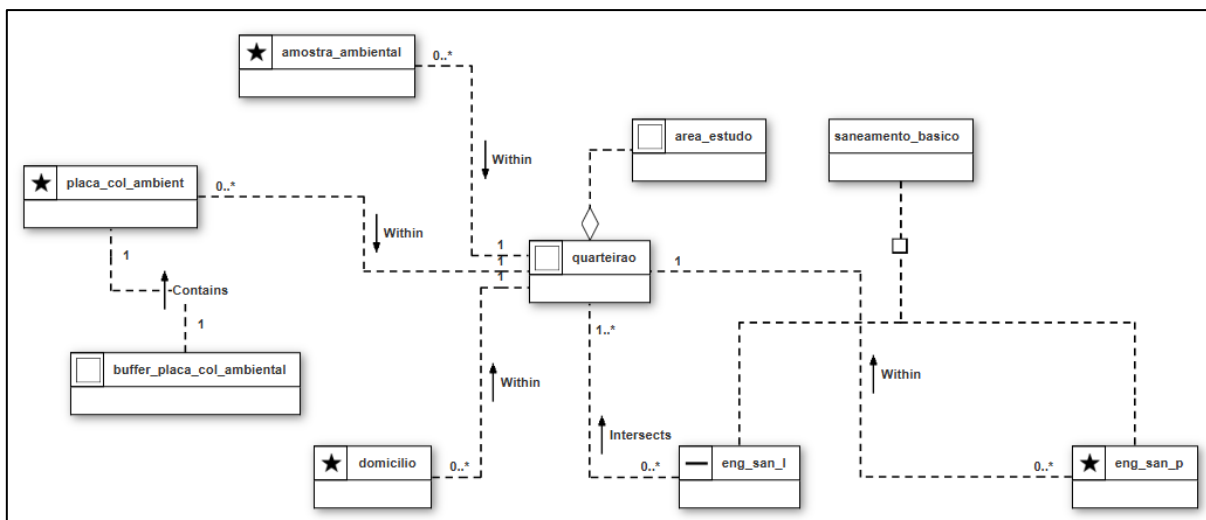 amostra_ambiental
0..*
Within
area_estudo
saneamento_basico
placa_col_ambient
0..*
Within
1
1
1
quarteirao
1
1
Contains
1
1..*
buffer_placa_col_ambiental
Within
Within
Intersects
domicilio
0..*
0..*
eng_san_l
0..*
eng_san_p